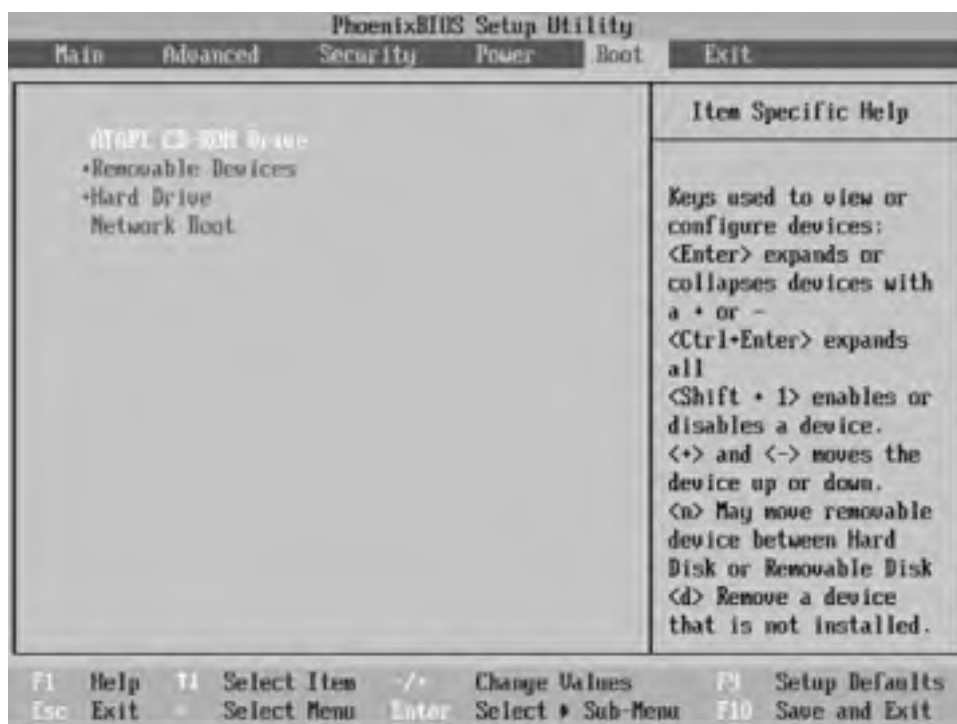 PhoenixBIOS Setup Utility
Main Advanced Security Power Boot Exit
ATAPI CD-ROM Drive
+Removable Devices
+Hard Drive
Network Boot
Item Specific Help
Keys used to view or
configure devices:
<Enter> expands or
collapses devices with
a + or -
<Ctrl+Enter> expands
all
<Shift + 1> enables or
disables a device.
<+> and <-> moves the
device up or down.
<n> May move removable
device between Hard
Disk or Removable Disk
<d> Remove a device
that is not installed.
F1 Help ↑↓ Select Item -/+ Change Values F9 Setup Defaults
Esc Exit Select Menu Enter Select ▶ Sub-Menu F10 Save and Exit